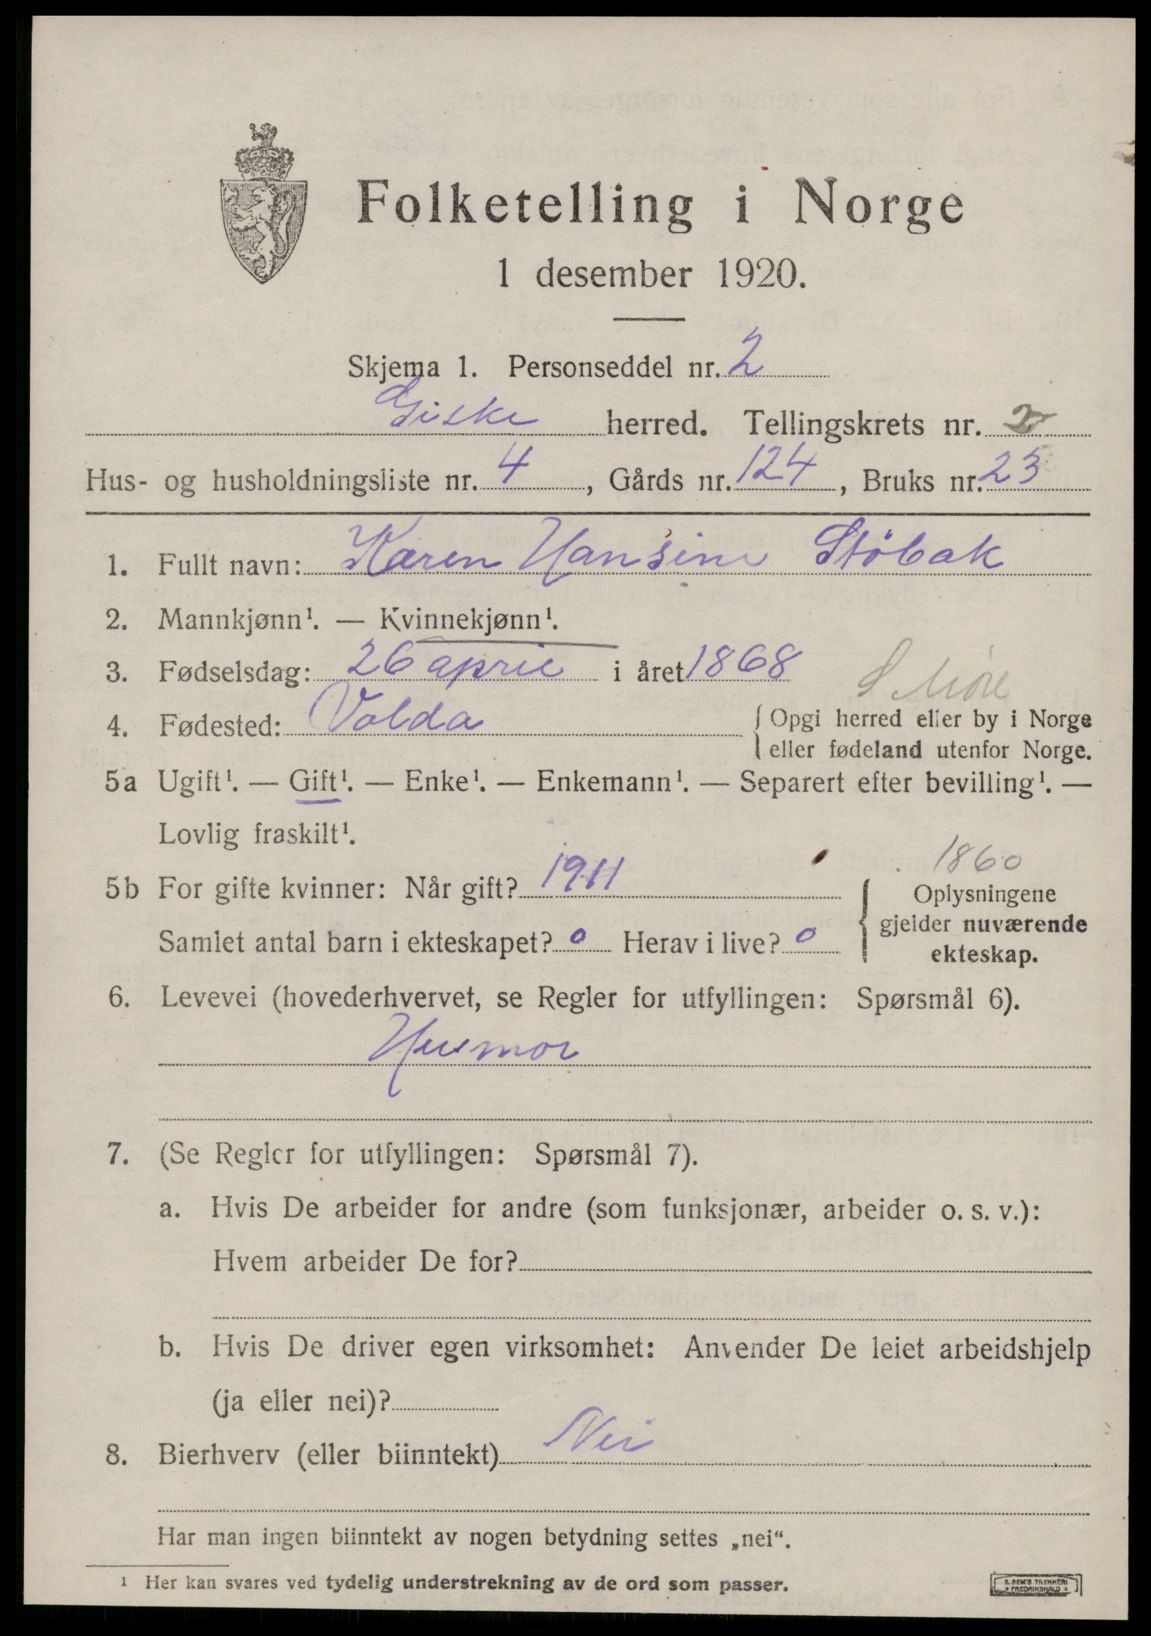 Folketelling i Norge
1 desember 1920.
Skjema 1. Personseddel nr. 2
Giske herred. Tellingskrets nr. 2
Hus- og husholdningsliste nr. 4, Gårds nr. 124, Bruks nr. 23
1. Fullt navn: Karen Hansine Støbak
2. Mannkjønn¹. — Kvinnekjønn¹.
3. Fødselsdag: 26 april i året 1868
S Møre
4. Fødested: Volda
{Opgi herred eller by i Norge
eller fødeland utenfor Norge.
5a Ugift¹. — Gift¹. — Enke¹. — Enkemann¹. — Separert efter bevilling¹. —
Lovlig fraskilt¹.
1860
5b For gifte kvinner: Når gift? 1911
Samlet antal barn i ekteskapet? 0 Herav i live? 0
{Oplysningene
gjelder nuværende
ekteskap.
6. Levevei (hovederhvervet, se Regler for utfyllingen: Spørsmål 6).
Husmor
7. (Se Regler for utfyllingen: Spørsmål 7).
a. Hvis De arbeider for andre (som funksjonær, arbeider o. s. v.):
Hvem arbeider De for?
b. Hvis De driver egen virksomhet: Anvender De leiet arbeidshjelp
(ja eller nei)?
8. Bierhverv (eller biinntekt) Nei
Har man ingen biinntekt av nogen betydning settes „nei“.
¹ Her kan svares ved tydelig understrekning av de ord som passer.
E. SEM'S TRYKKERI
FREDRIKSHALD